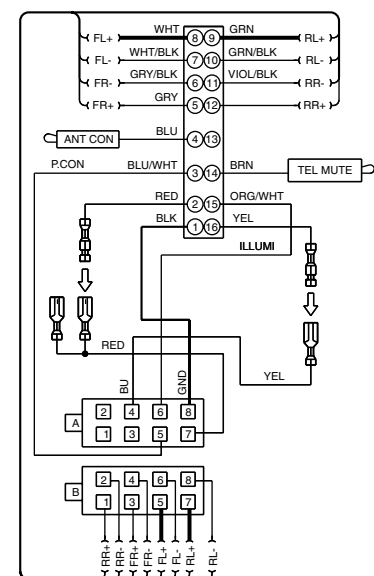 FL+ WHT 8 9 GRN RL+
FL- WHT/BLK 7 10 GRN/BLK RL-
FR- GRY/BLK 6 11 VIOL/BLK RR-
FR+ GRY 5 12 RR+
ANT CON BLU 4 13
P.CON BLU/WHT 3 14 BRN TEL MUTE
RED 2 15 ORG/WHT
BLK 1 16 YEL
ILLUMI
RED
BU GND YEL
A 2 4 6 8
1 3 5 7
B 2 4 6 8
1 3 5 7
RR+ RR- FR+ FR- FL+ FL- RL+ RL-